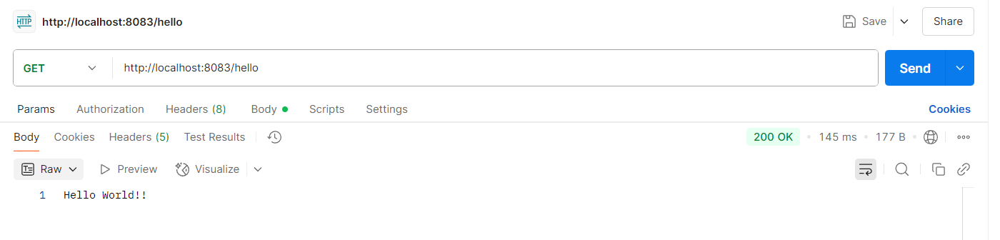 HTTP http://localhost:8083/hello Save Share
GET http://localhost:8083/hello Send
Params Authorization Headers (8) Body Scripts Settings Cookies
Body Cookies Headers (5) Test Results 200 OK 145 ms 177 B
Raw Preview Visualize
1 Hello World!!